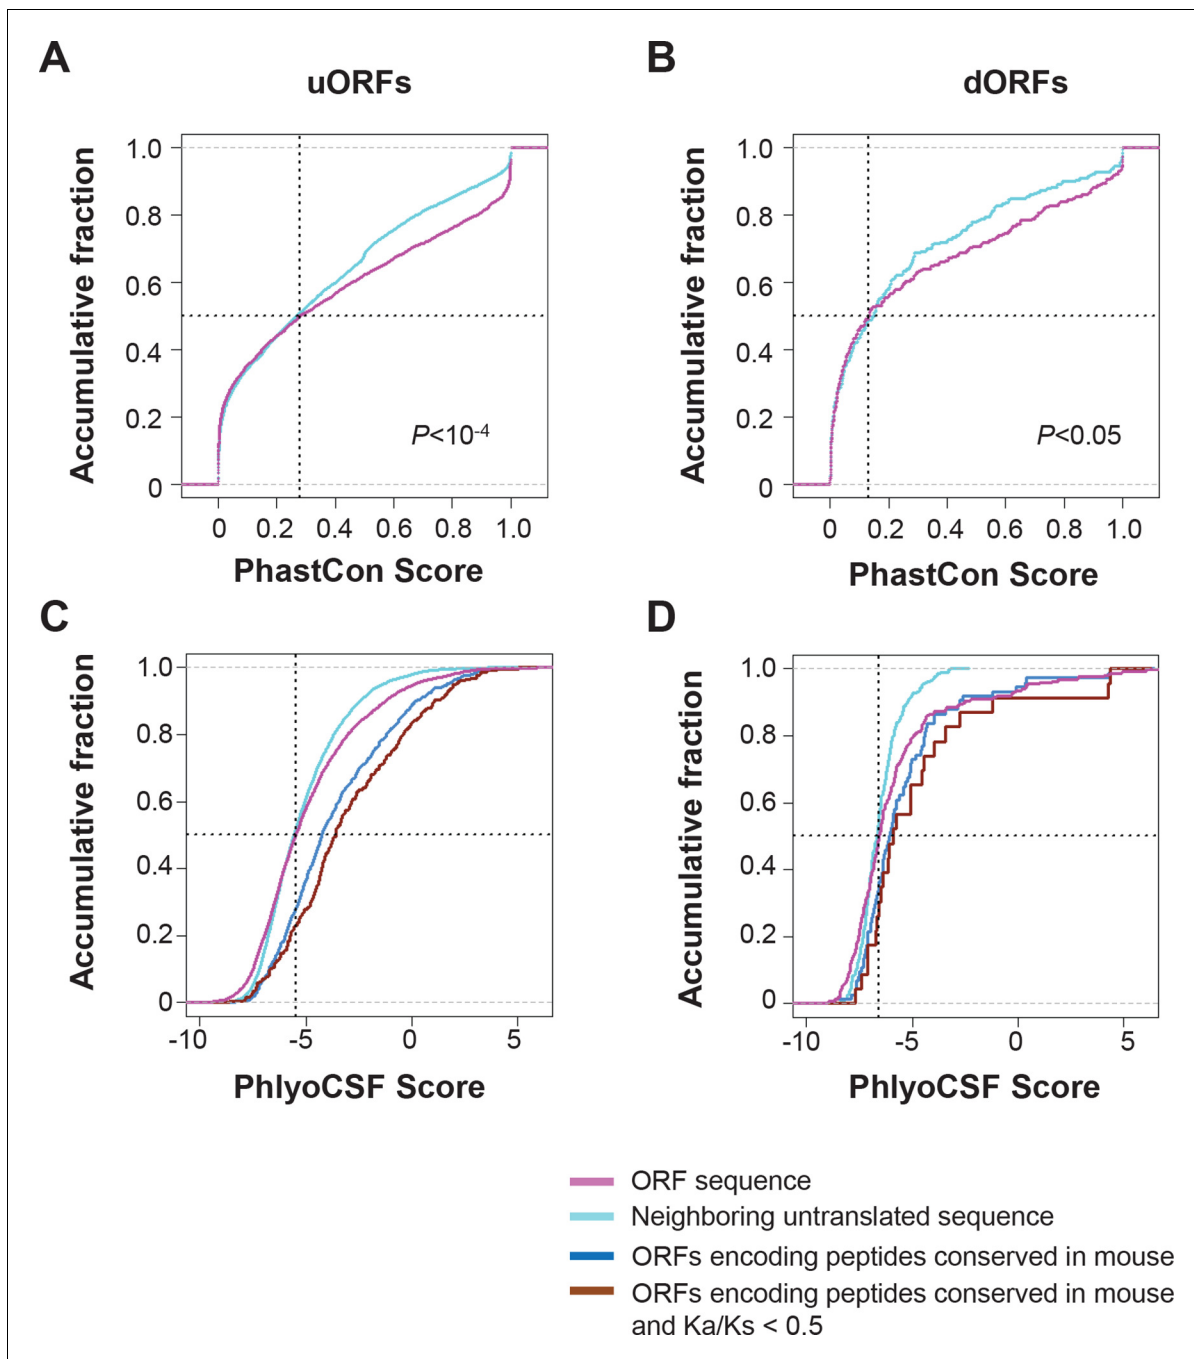 A
uORFs
Accumulative fraction
1.0
0.8
0.6
0.4
0.2
0
P<10-4
0 0.2 0.4 0.6 0.8 1.0
PhastCon Score
B
dORFs
Accumulative fraction
1.0
0.8
0.6
0.4
0.2
0
P<0.05
0 0.2 0.4 0.6 0.8 1.0
PhastCon Score
C
Accumulative fraction
1.0
0.8
0.6
0.4
0.2
0
-10 -5 0 5
PhlyoCSF Score
D
Accumulative fraction
1.0
0.8
0.6
0.4
0.2
0
-10 -5 0 5
PhlyoCSF Score
ORF sequence
Neighboring untranslated sequence
ORFs encoding peptides conserved in mouse
ORFs encoding peptides conserved in mouse
and Ka/Ks < 0.5